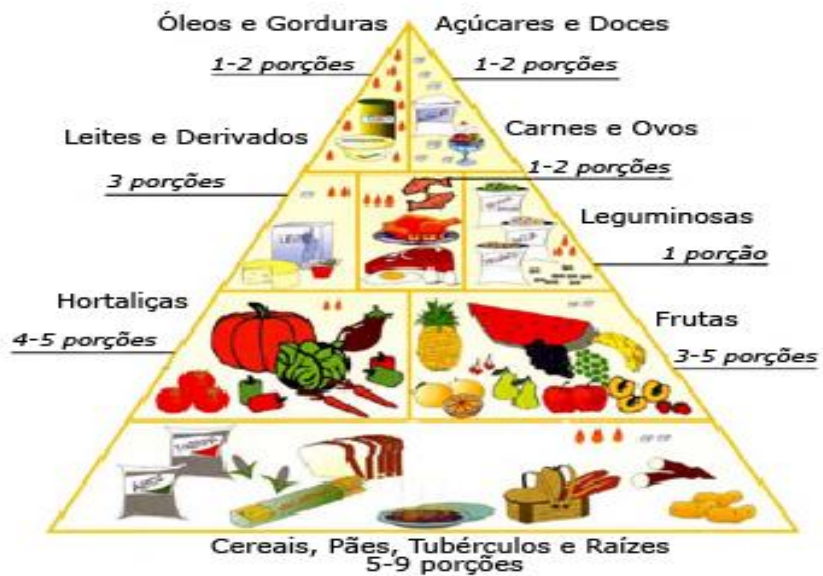 Óleos e Gorduras
1-2 porções
Açúcares e Doces
1-2 porções
Leites e Derivados
3 porções
Carnes e Ovos
1-2 porções
Leguminosas
1 porção
Hortaliças
4-5 porções
Frutas
3-5 porções
Cereais, Pães, Tubérculos e Raízes
5-9 porções